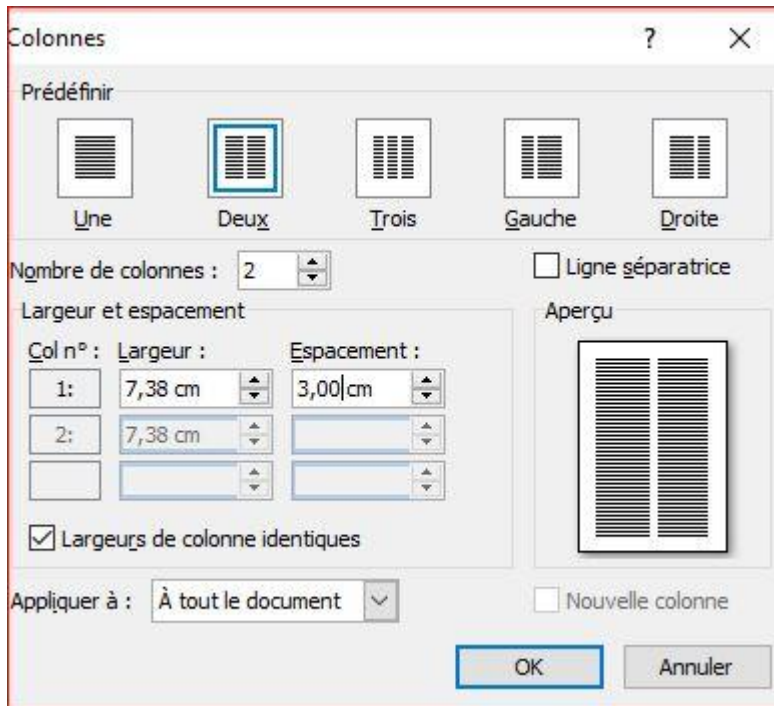 Colonnes ?
Prédéfinir
Une Deux Trois Gauche Droite
Nombre de colonnes : 2 Ligne séparatrice
Largeur et espacement Aperçu
Col n° : Largeur : Espacement :
1: 7,38 cm 3,00 cm
2: 7,38 cm
Largeurs de colonne identiques
Appliquer à : À tout le document Nouvelle colonne
OK Annuler